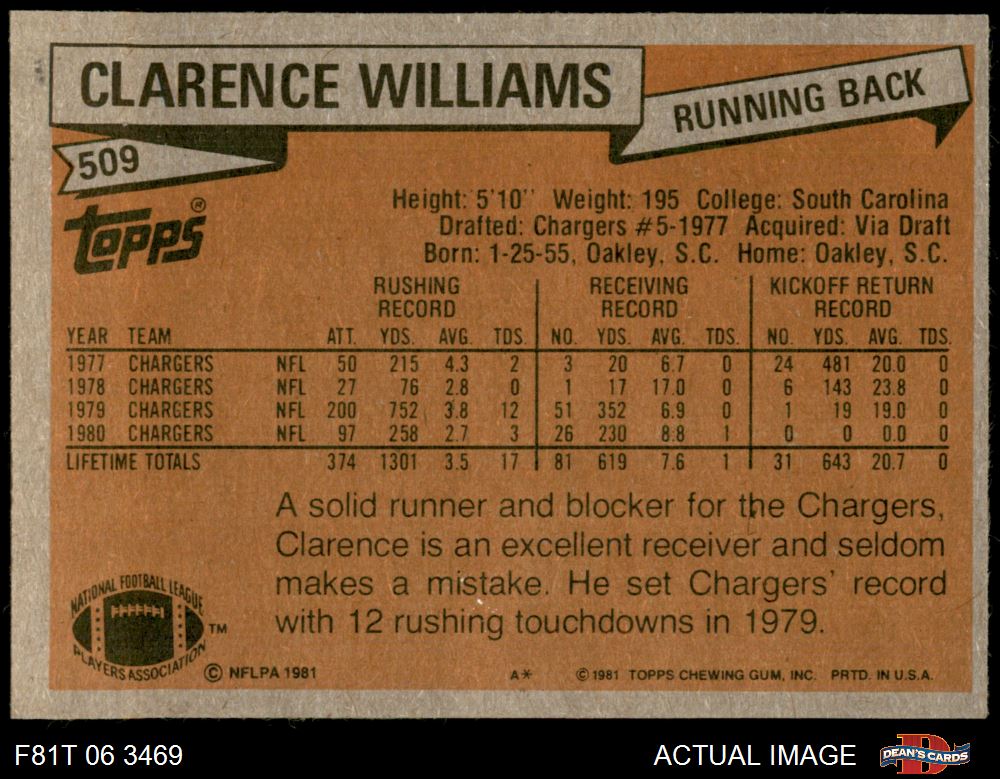 CLARENCE WILLIAMS
RUNNING BACK
509
Topps®
Height: 5'10" Weight: 195 College: South Carolina
Drafted: Chargers #5-1977 Acquired: Via Draft
Born: 1-25-55, Oakley, S.C. Home: Oakley, S.C.
RUSHING RECORD RECEIVING RECORD KICKOFF RETURN RECORD
YEAR TEAM ATT. YDS. AVG. TDS. NO. YDS. AVG. TDS. NO. YDS. AVG. TDS.
1977 CHARGERS NFL 50 215 4.3 2 3 20 6.7 0 24 481 20.0 0
1978 CHARGERS NFL 27 76 2.8 0 1 17 17.0 0 6 143 23.8 0
1979 CHARGERS NFL 200 752 3.8 12 51 352 6.9 0 1 19 19.0 0
1980 CHARGERS NFL 97 258 2.7 3 26 230 8.8 1 0 0 0.0 0
LIFETIME TOTALS 374 1301 3.5 17 81 619 7.6 1 31 643 20.7 0
A solid runner and blocker for the Chargers,
Clarence is an excellent receiver and seldom
makes a mistake. He set Chargers' record
with 12 rushing touchdowns in 1979.
NATIONAL FOOTBALL LEAGUE
PLAYERS ASSOCIATION
TM
© NFLPA 1981
A*
© 1981 TOPPS CHEWING GUM, INC. PRTD. IN U.S.A.
F81T 06 3469
ACTUAL IMAGE
DEAN'S CARDS